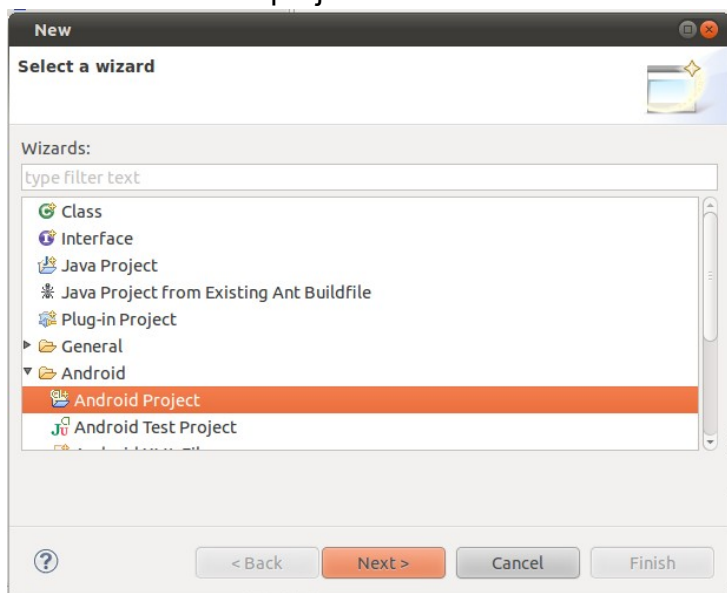 New
Select a wizard
Wizards:
type filter text
Class
Interface
Java Project
Java Project from Existing Ant Buildfile
Plug-in Project
General
Android
Android Project
Android Test Project
< Back Next > Cancel Finish